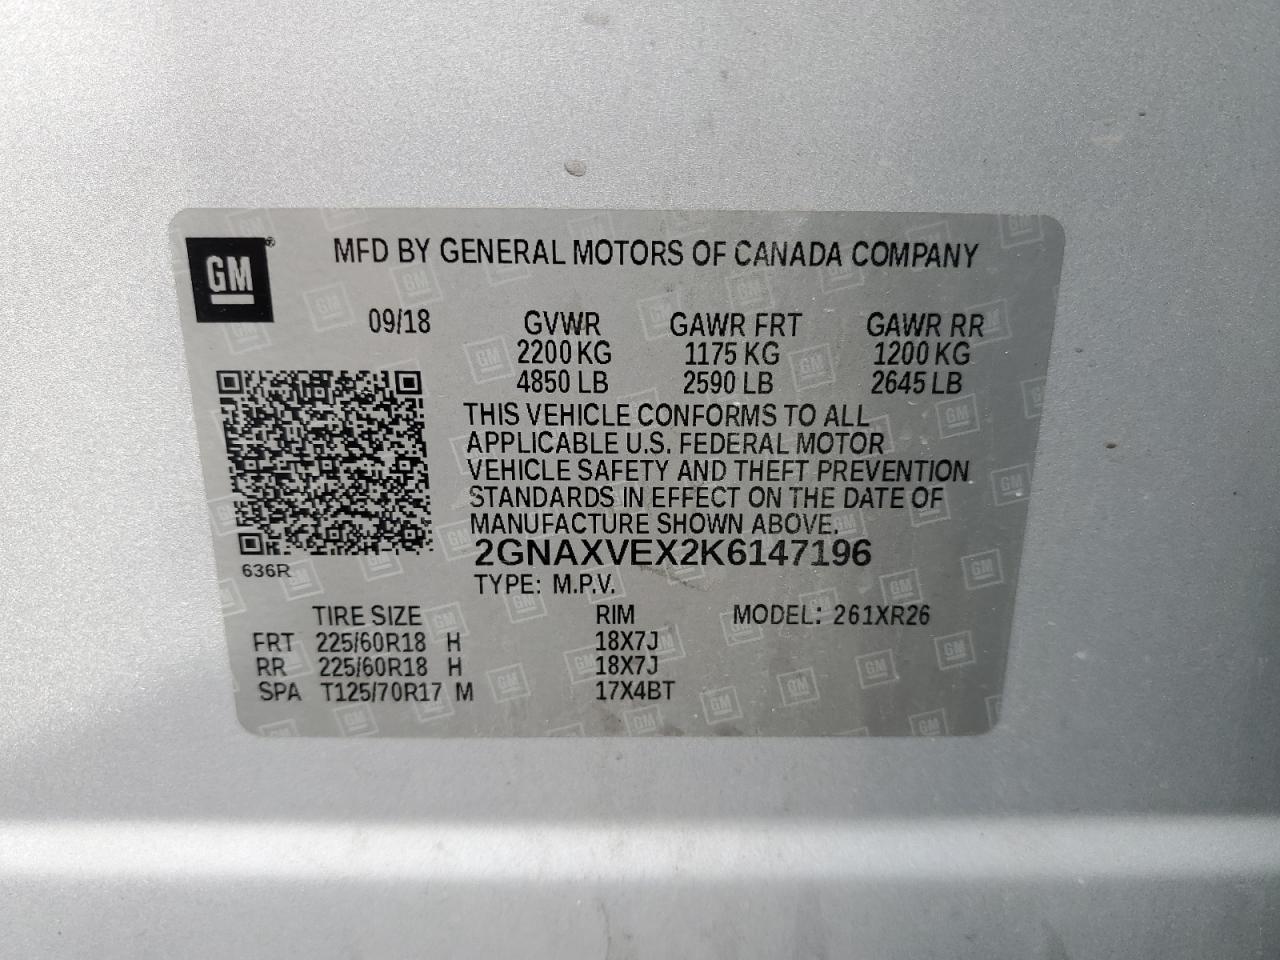 GM ®
MFD BY GENERAL MOTORS OF CANADA COMPANY
09/18 GVWR GAWR FRT GAWR RR
2200 KG 1175 KG 1200 KG
4850 LB 2590 LB 2645 LB
THIS VEHICLE CONFORMS TO ALL
APPLICABLE U.S. FEDERAL MOTOR
VEHICLE SAFETY AND THEFT PREVENTION
STANDARDS IN EFFECT ON THE DATE OF
MANUFACTURE SHOWN ABOVE.
2GNAXVEX2K6147196
636R
TYPE: M.P.V.
TIRE SIZE RIM MODEL: 261XR26
FRT 225/60R18 H 18X7J
RR 225/60R18 H 18X7J
SPA T125/70R17 M 17X4BT